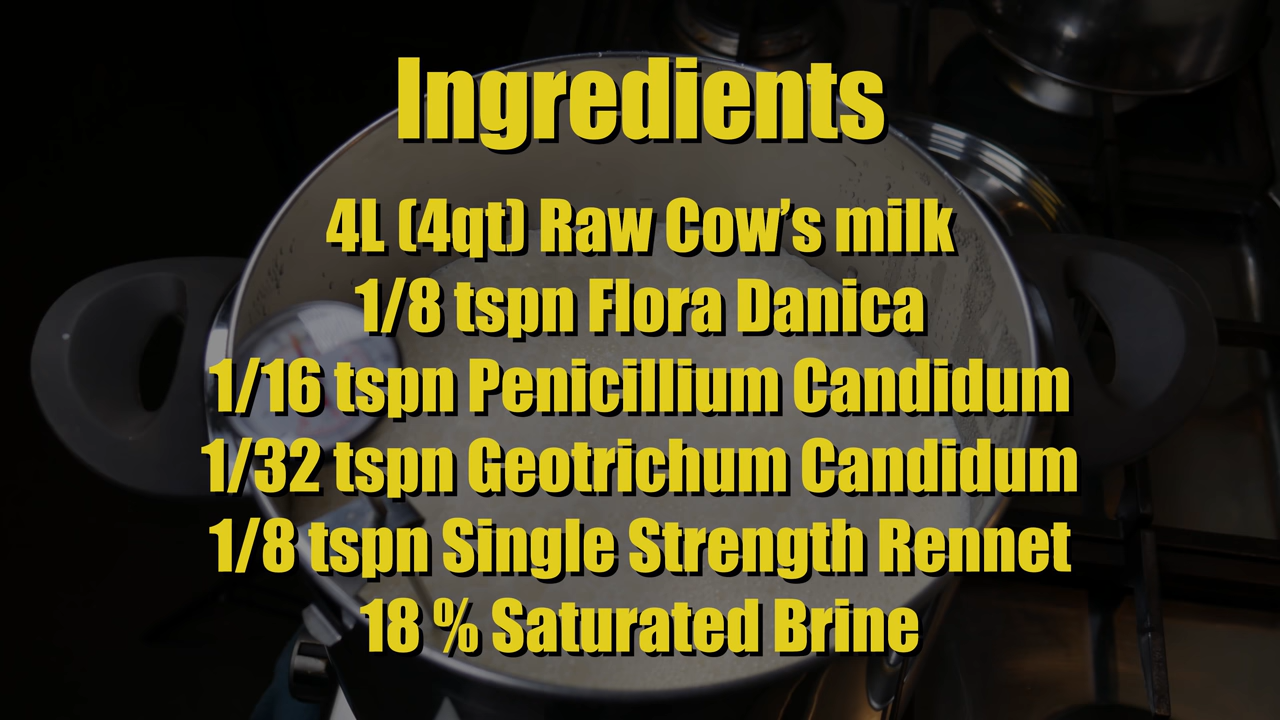 Ingredients
4L (4qt) Raw Cow’s milk
1/8 tspn Flora Danica
1/16 tspn Penicillium Candidum
1/32 tspn Geotrichum Candidum
1/8 tspn Single Strength Rennet
18 % Saturated Brine